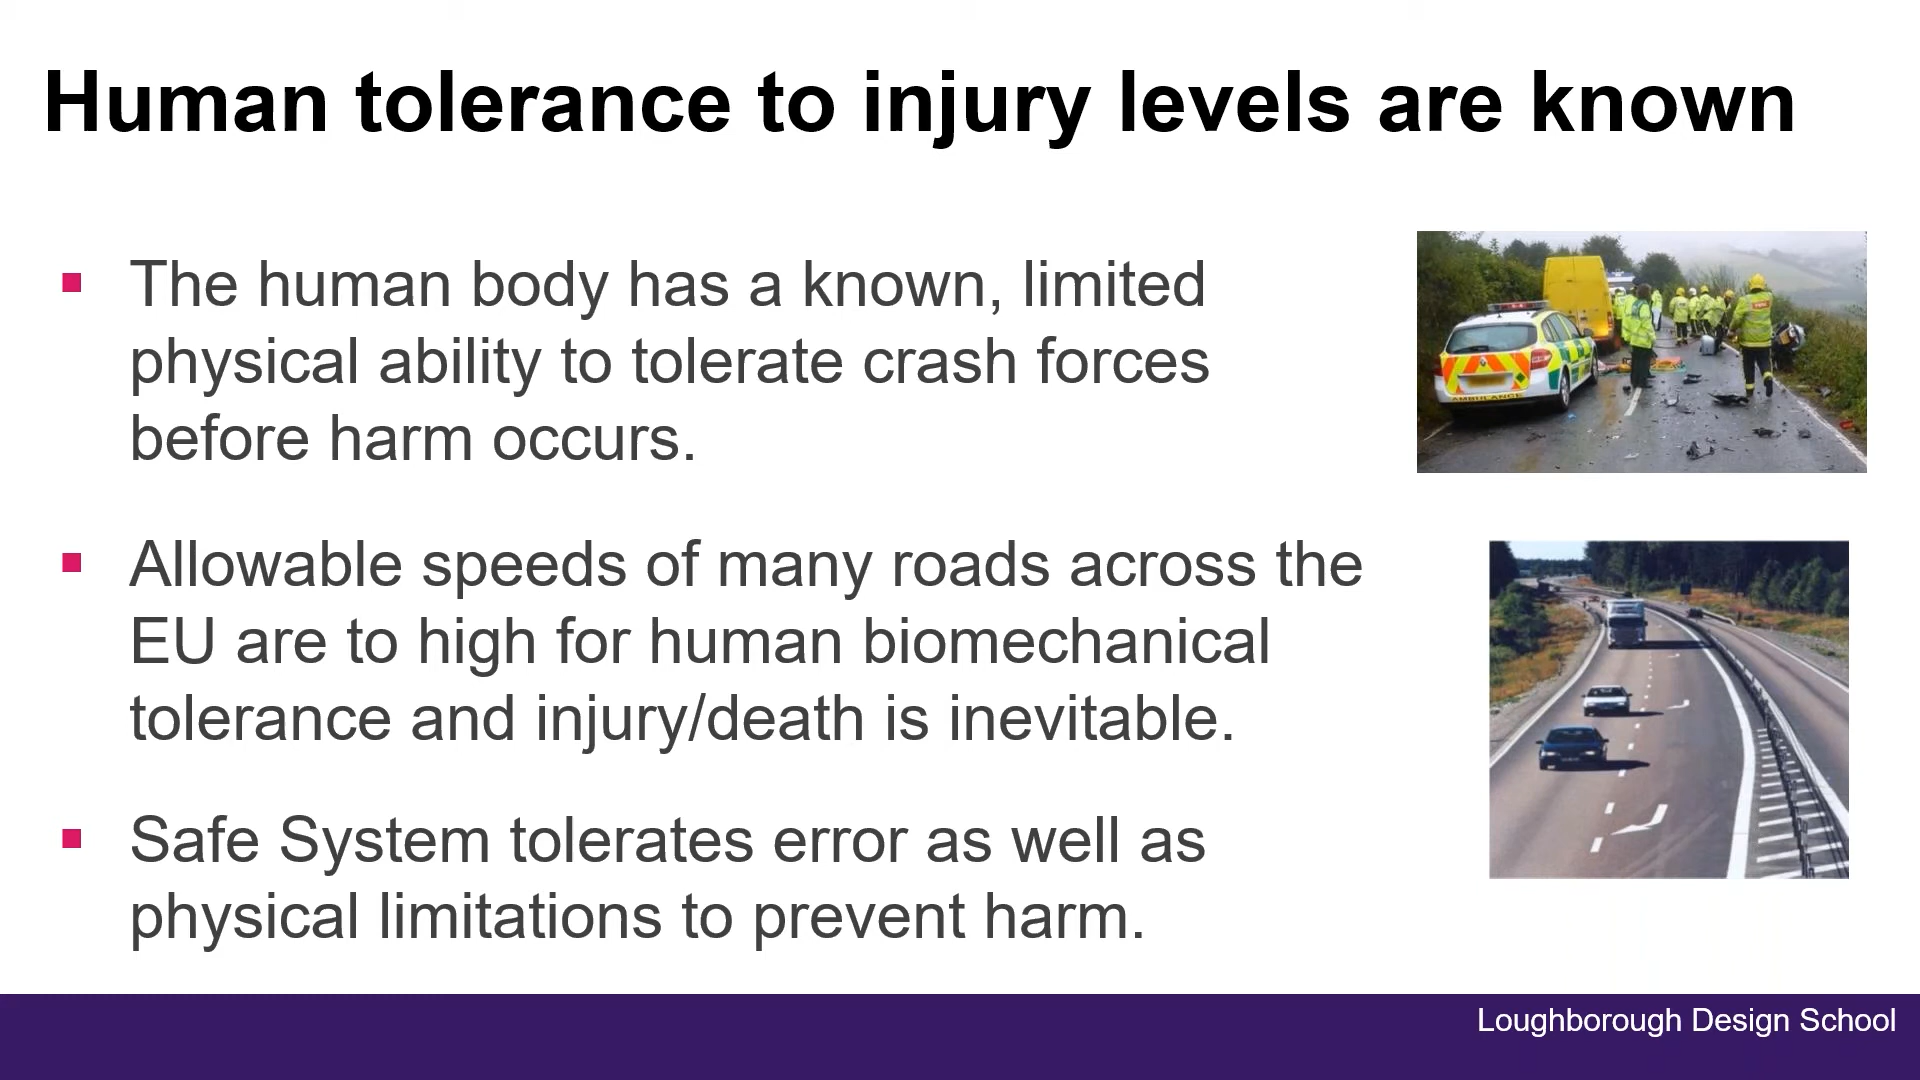 Human tolerance to injury levels are known
The human body has a known, limited
physical ability to tolerate crash forces
before harm occurs.
AMBULANCE
Allowable speeds of many roads across the
EU are to high for human biomechanical
tolerance and injury/death is inevitable.
Safe System tolerates error as well as
physical limitations to prevent harm.
Loughborough Design School